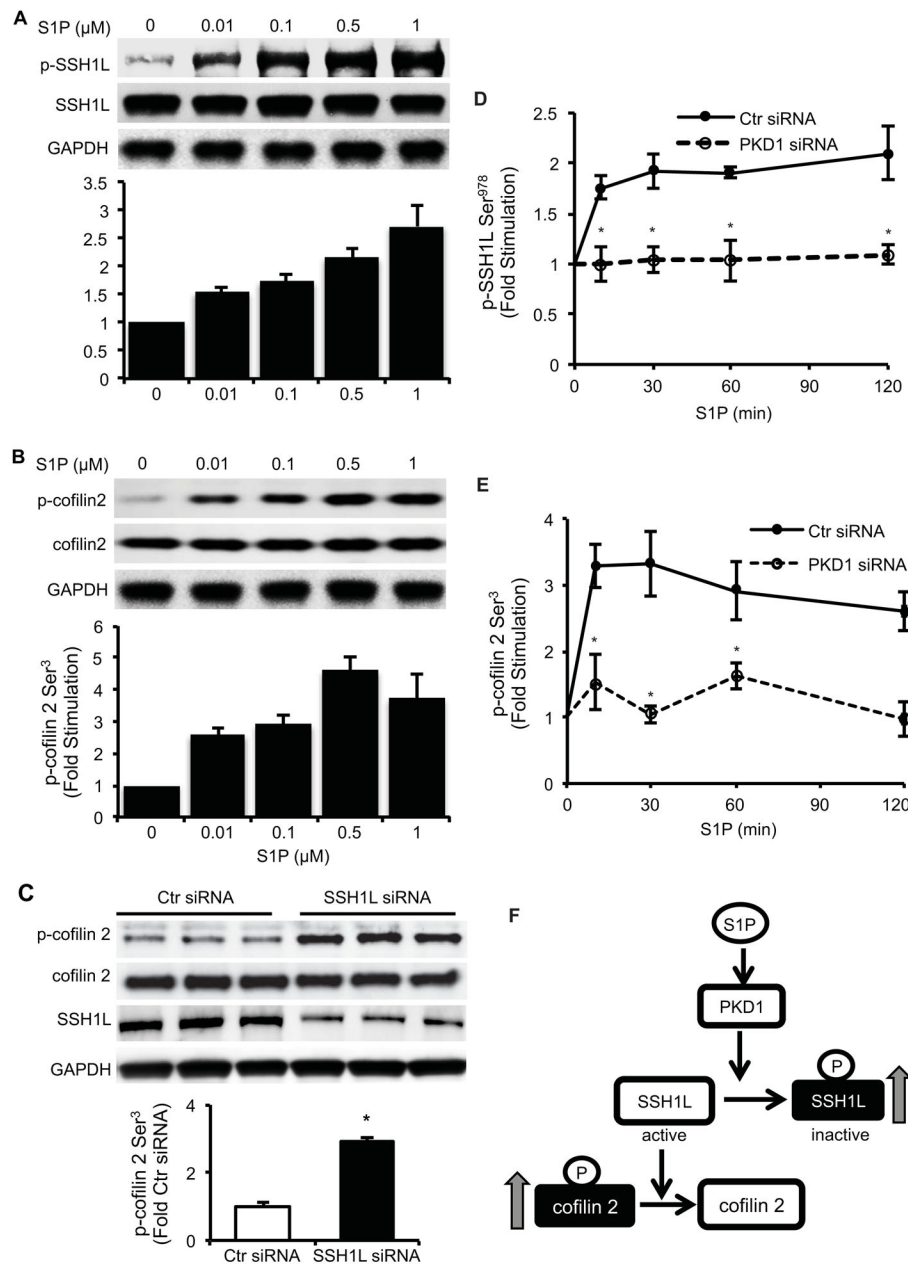 A
S1P (µM) 0 0.01 0.1 0.5 1
p-SSH1L
SSH1L
GAPDH
3.5
3
2.5
2
1.5
1
0.5
0
0 0.01 0.1 0.5 1
B
S1P (µM) 0 0.01 0.1 0.5 1
p-cofilin2
cofilin2
GAPDH
p-cofilin 2 Ser³
(Fold Stimulation)
6
5
4
3
2
1
0
0 0.01 0.1 0.5 1
S1P (µM)
C
Ctr siRNA SSH1L siRNA
p-cofilin 2
cofilin 2
SSH1L
GAPDH
p-cofilin 2 Ser³
(Fold Ctr siRNA)
4
2
0
*
Ctr siRNA SSH1L siRNA
D
Ctr siRNA
PKD1 siRNA
p-SSH1L Ser⁹⁷⁸
(Fold Stimulation)
2.5
2
1.5
1
0.5
0
* * * *
0 30 60 90 120
S1P (min)
E
Ctr siRNA
PKD1 siRNA
p-cofilin 2 Ser³
(Fold Stimulation)
4
3
2
1
0
* * *
0 30 60 90 120
S1P (min)
F
S1P
PKD1
P
SSH1L SSH1L
active inactive
P
cofilin 2 cofilin 2